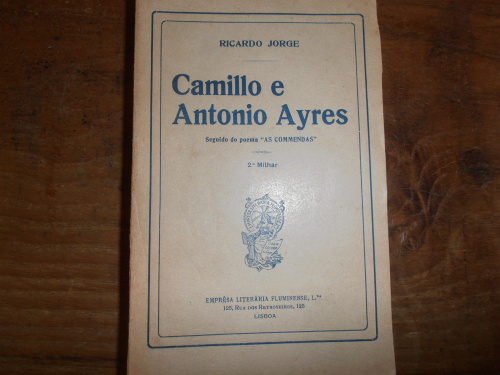 RICARDO JORGE
Camillo e
Antonio Ayres
Seguido do poema "AS COMMENDAS"
2.º Milhar
EMPRÊSA LITERÁRIA FLUMINENSE, L.DA
125, RUA DOS RETROZEIROS, 125
LISBOA